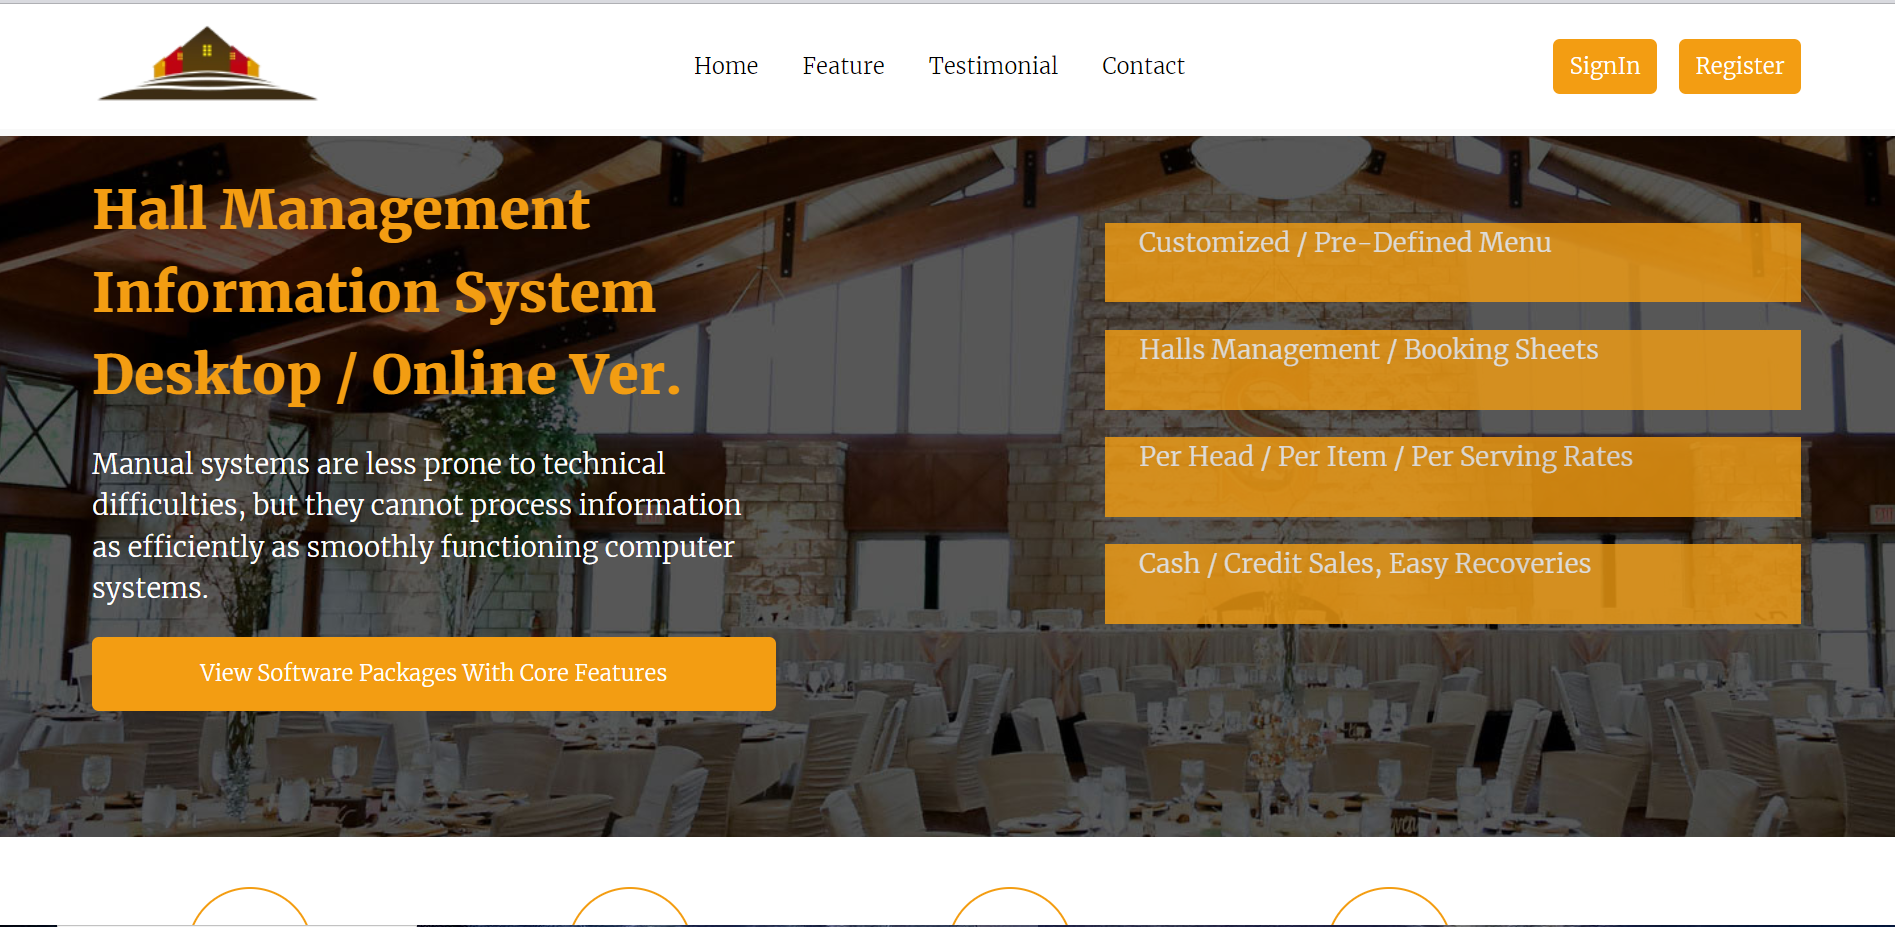 Home Feature Testimonial Contact
SignIn Register
Hall Management
Information System
Desktop / Online Ver.
Manual systems are less prone to technical
difficulties, but they cannot process information
as efficiently as smoothly functioning computer
systems.
View Software Packages With Core Features
Customized / Pre-Defined Menu
Halls Management / Booking Sheets
Per Head / Per Item / Per Serving Rates
Cash / Credit Sales, Easy Recoveries